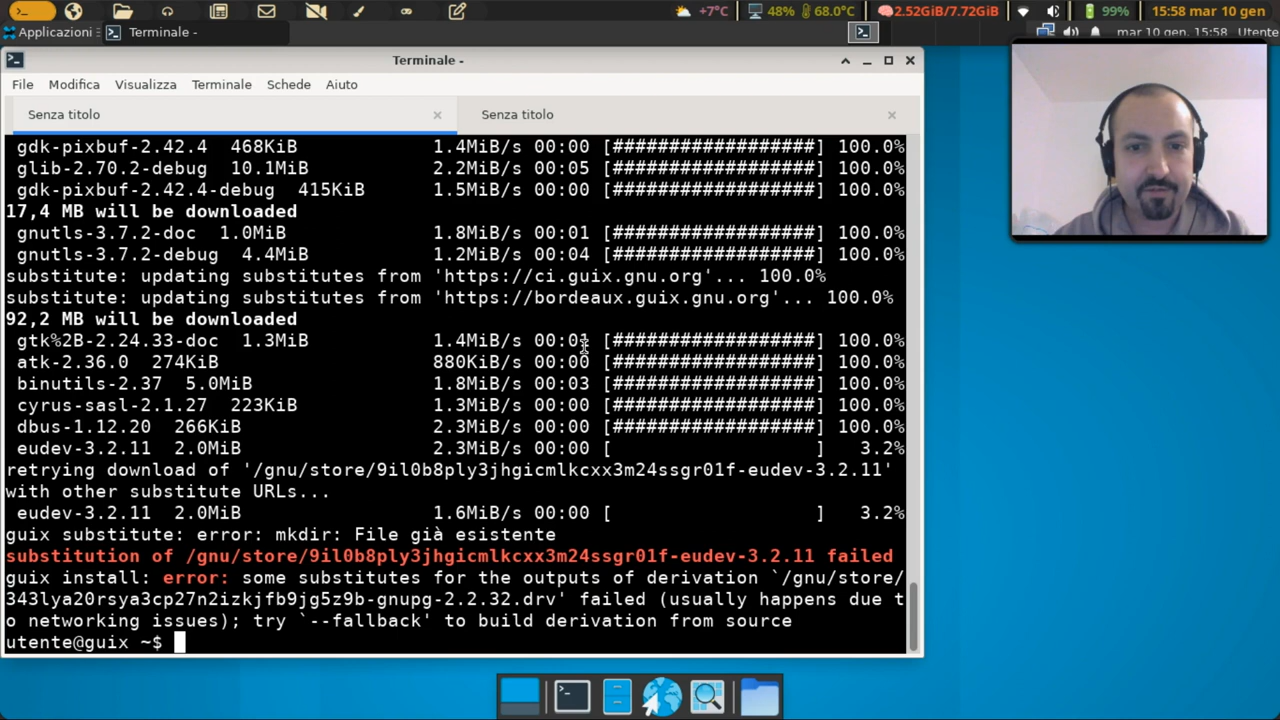 +7°C 48% 68.0°C 2.52GiB/7.72GiB 99% 15:58 mar 10 gen
Applicazioni Terminale - mar 10 gen, 15:58 Utente
Terminale -
File Modifica Visualizza Terminale Schede Aiuto
Senza titolo Senza titolo
gdk-pixbuf-2.42.4 468KiB 1.4MiB/s 00:00 [##################] 100.0%
glib-2.70.2-debug 10.1MiB 2.2MiB/s 00:05 [##################] 100.0%
gdk-pixbuf-2.42.4-debug 415KiB 1.5MiB/s 00:00 [##################] 100.0%
17,4 MB will be downloaded
gnutls-3.7.2-doc 1.0MiB 1.8MiB/s 00:01 [##################] 100.0%
gnutls-3.7.2-debug 4.4MiB 1.2MiB/s 00:04 [##################] 100.0%
substitute: updating substitutes from 'https://ci.guix.gnu.org'... 100.0%
substitute: updating substitutes from 'https://bordeaux.guix.gnu.org'... 100.0%
92,2 MB will be downloaded
gtk%2B-2.24.33-doc 1.3MiB 1.4MiB/s 00:01 [##################] 100.0%
atk-2.36.0 274KiB 880KiB/s 00:00 [##################] 100.0%
binutils-2.37 5.0MiB 1.8MiB/s 00:03 [##################] 100.0%
cyrus-sasl-2.1.27 223KiB 1.3MiB/s 00:00 [##################] 100.0%
dbus-1.12.20 266KiB 2.3MiB/s 00:00 [##################] 100.0%
eudev-3.2.11 2.0MiB 2.3MiB/s 00:00 [ ] 3.2%
retrying download of '/gnu/store/9il0b8ply3jhgicmlkcxx3m24ssgr01f-eudev-3.2.11'
with other substitute URLs...
eudev-3.2.11 2.0MiB 1.6MiB/s 00:00 [ ] 3.2%
guix substitute: error: mkdir: File già esistente
substitution of /gnu/store/9il0b8ply3jhgicmlkcxx3m24ssgr01f-eudev-3.2.11 failed
guix install: error: some substitutes for the outputs of derivation `/gnu/store/
343lya20rsya3cp27n2izkjfb9jg5z9b-gnupg-2.2.32.drv' failed (usually happens due t
o networking issues); try `--fallback' to build derivation from source
utente@guix ~$